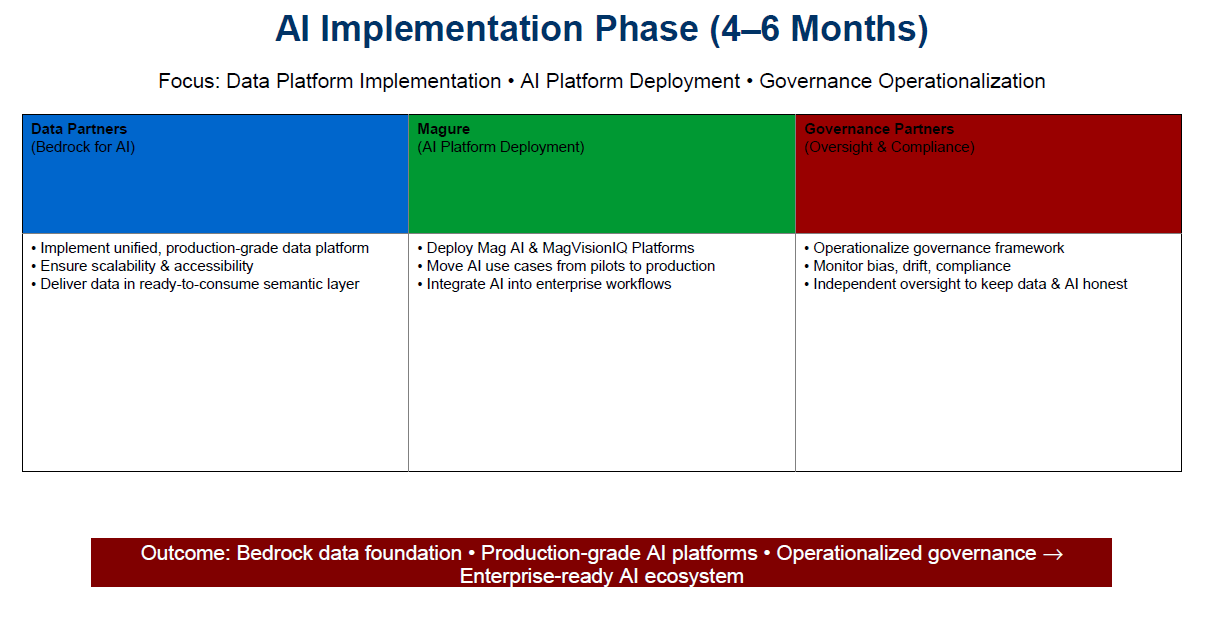 AI Implementation Phase (4–6 Months)
Focus: Data Platform Implementation • AI Platform Deployment • Governance Operationalization
Data Partners
(Bedrock for AI)
Magure
(AI Platform Deployment)
Governance Partners
(Oversight & Compliance)
• Implement unified, production-grade data platform
• Ensure scalability & accessibility
• Deliver data in ready-to-consume semantic layer
• Deploy Mag AI & MagVisionIQ Platforms
• Move AI use cases from pilots to production
• Integrate AI into enterprise workflows
• Operationalize governance framework
• Monitor bias, drift, compliance
• Independent oversight to keep data & AI honest
Outcome: Bedrock data foundation • Production-grade AI platforms • Operationalized governance →
Enterprise-ready AI ecosystem